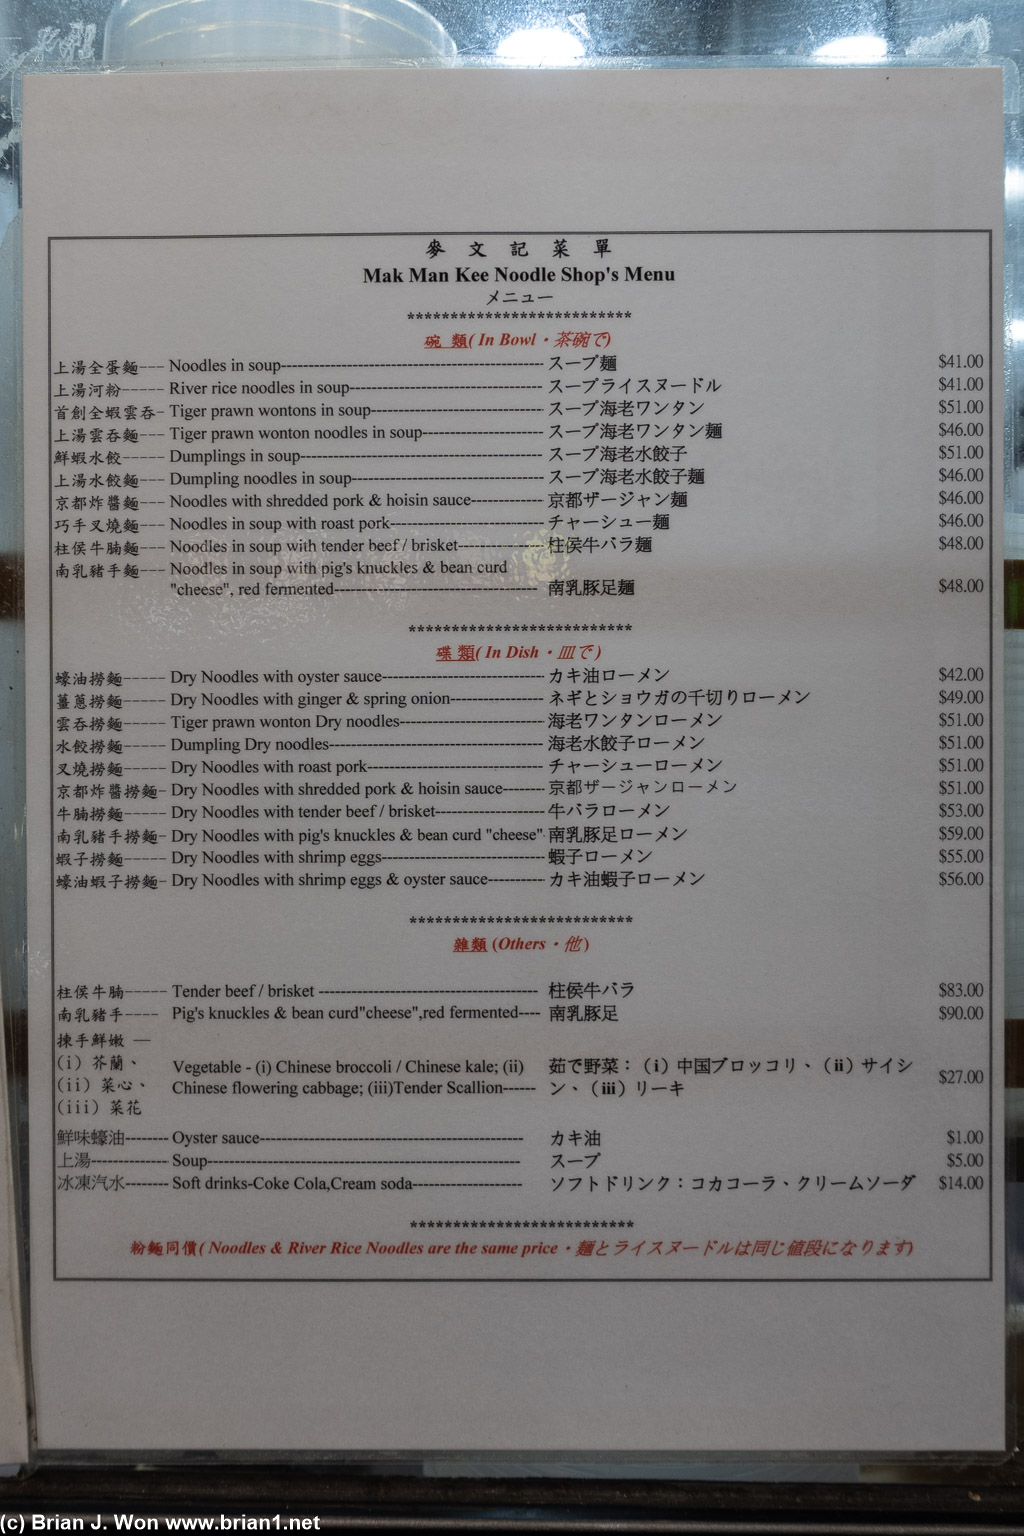 麥 文 記 菜 單
Mak Man Kee Noodle Shop's Menu
メニュー
**************************
碗 類( In Bowl・茶碗で)
上湯全蛋麵--- Noodles in soup-------------------------------------------- スープ麺 $41.00
上湯河粉----- River rice noodles in soup-------------------------------- スープライスヌードル $41.00
首創全蝦雲吞- Tiger prawn wontons in soup---------------------------- スープ海老ワンタン $51.00
上湯雲吞麵--- Tiger prawn wonton noodles in soup-------------------- スープ海老ワンタン麺 $46.00
鮮蝦水餃----- Dumplings in soup---------------------------------------- スープ海老水餃子 $51.00
上湯水餃麵--- Dumpling noodles in soup-------------------------------- スープ海老水餃子麺 $46.00
京都炸醬麵--- Noodles with shredded pork & hoisin sauce------------ 京都ザージャン麺 $46.00
巧手叉燒麵--- Noodles in soup with roast pork-------------------------- チャーシュー麺 $46.00
柱侯牛腩麵--- Noodles in soup with tender beef / brisket-------------- 柱侯牛バラ麺 $48.00
南乳豬手麵--- Noodles in soup with pig's knuckles & bean curd
"cheese", red fermented---------------------------------- 南乳豚足麺 $48.00
**************************
碟 類( In Dish・皿で)
蠔油撈麵----- Dry Noodles with oyster sauce--------------------------- カキ油ローメン $42.00
薑蔥撈麵----- Dry Noodles with ginger & spring onion---------------- ネギとショウガの千切りローメン $49.00
雲吞撈麵----- Tiger prawn wonton Dry noodles------------------------ 海老ワンタンローメン $51.00
水餃撈麵----- Dumpling Dry noodles------------------------------------ 海老水餃子ローメン $51.00
叉燒撈麵----- Dry Noodles with roast pork------------------------------ チャーシューローメン $51.00
京都炸醬撈麵- Dry Noodles with shredded pork & hoisin sauce------- 京都ザージャンローメン $51.00
牛腩撈麵----- Dry Noodles with tender beef / brisket------------------ 牛バラローメン $53.00
南乳豬手撈麵- Dry Noodles with pig's knuckles & bean curd "cheese"- 南乳豚足ローメン $59.00
蝦子撈麵----- Dry Noodles with shrimp eggs--------------------------- 蝦子ローメン $55.00
蠔油蝦子撈麵- Dry Noodles with shrimp eggs & oyster sauce---------- カキ油蝦子ローメン $56.00
**************************
雜類 (Others・他)
柱侯牛腩----- Tender beef / brisket ------------------------------------- 柱侯牛バラ $83.00
南乳豬手---- Pig's knuckles & bean curd"cheese",red fermented---- 南乳豚足 $90.00
揀手鮮嫩 —
(i) 芥蘭、
(ii) 菜心、
(iii) 菜花
Vegetable - (i) Chinese broccoli / Chinese kale; (ii)
Chinese flowering cabbage; (iii)Tender Scallion------
茹で野菜：（i）中国ブロッコリ、（ii）サイシ
ン、（iii）リーキ
$27.00
鮮味蠔油-------- Oyster sauce-------------------------------------------- カキ油 $1.00
上湯-------------- Soup---------------------------------------------------- スープ $5.00
冰凍汽水-------- Soft drinks-Coke Cola,Cream soda------------------ ソフトドリンク：コカコーラ、クリームソーダ $14.00
**************************
粉麵同價( Noodles & River Rice Noodles are the same price・麺とライスヌードルは同じ値段になります)
(c) Brian J. Won www.brian1.net